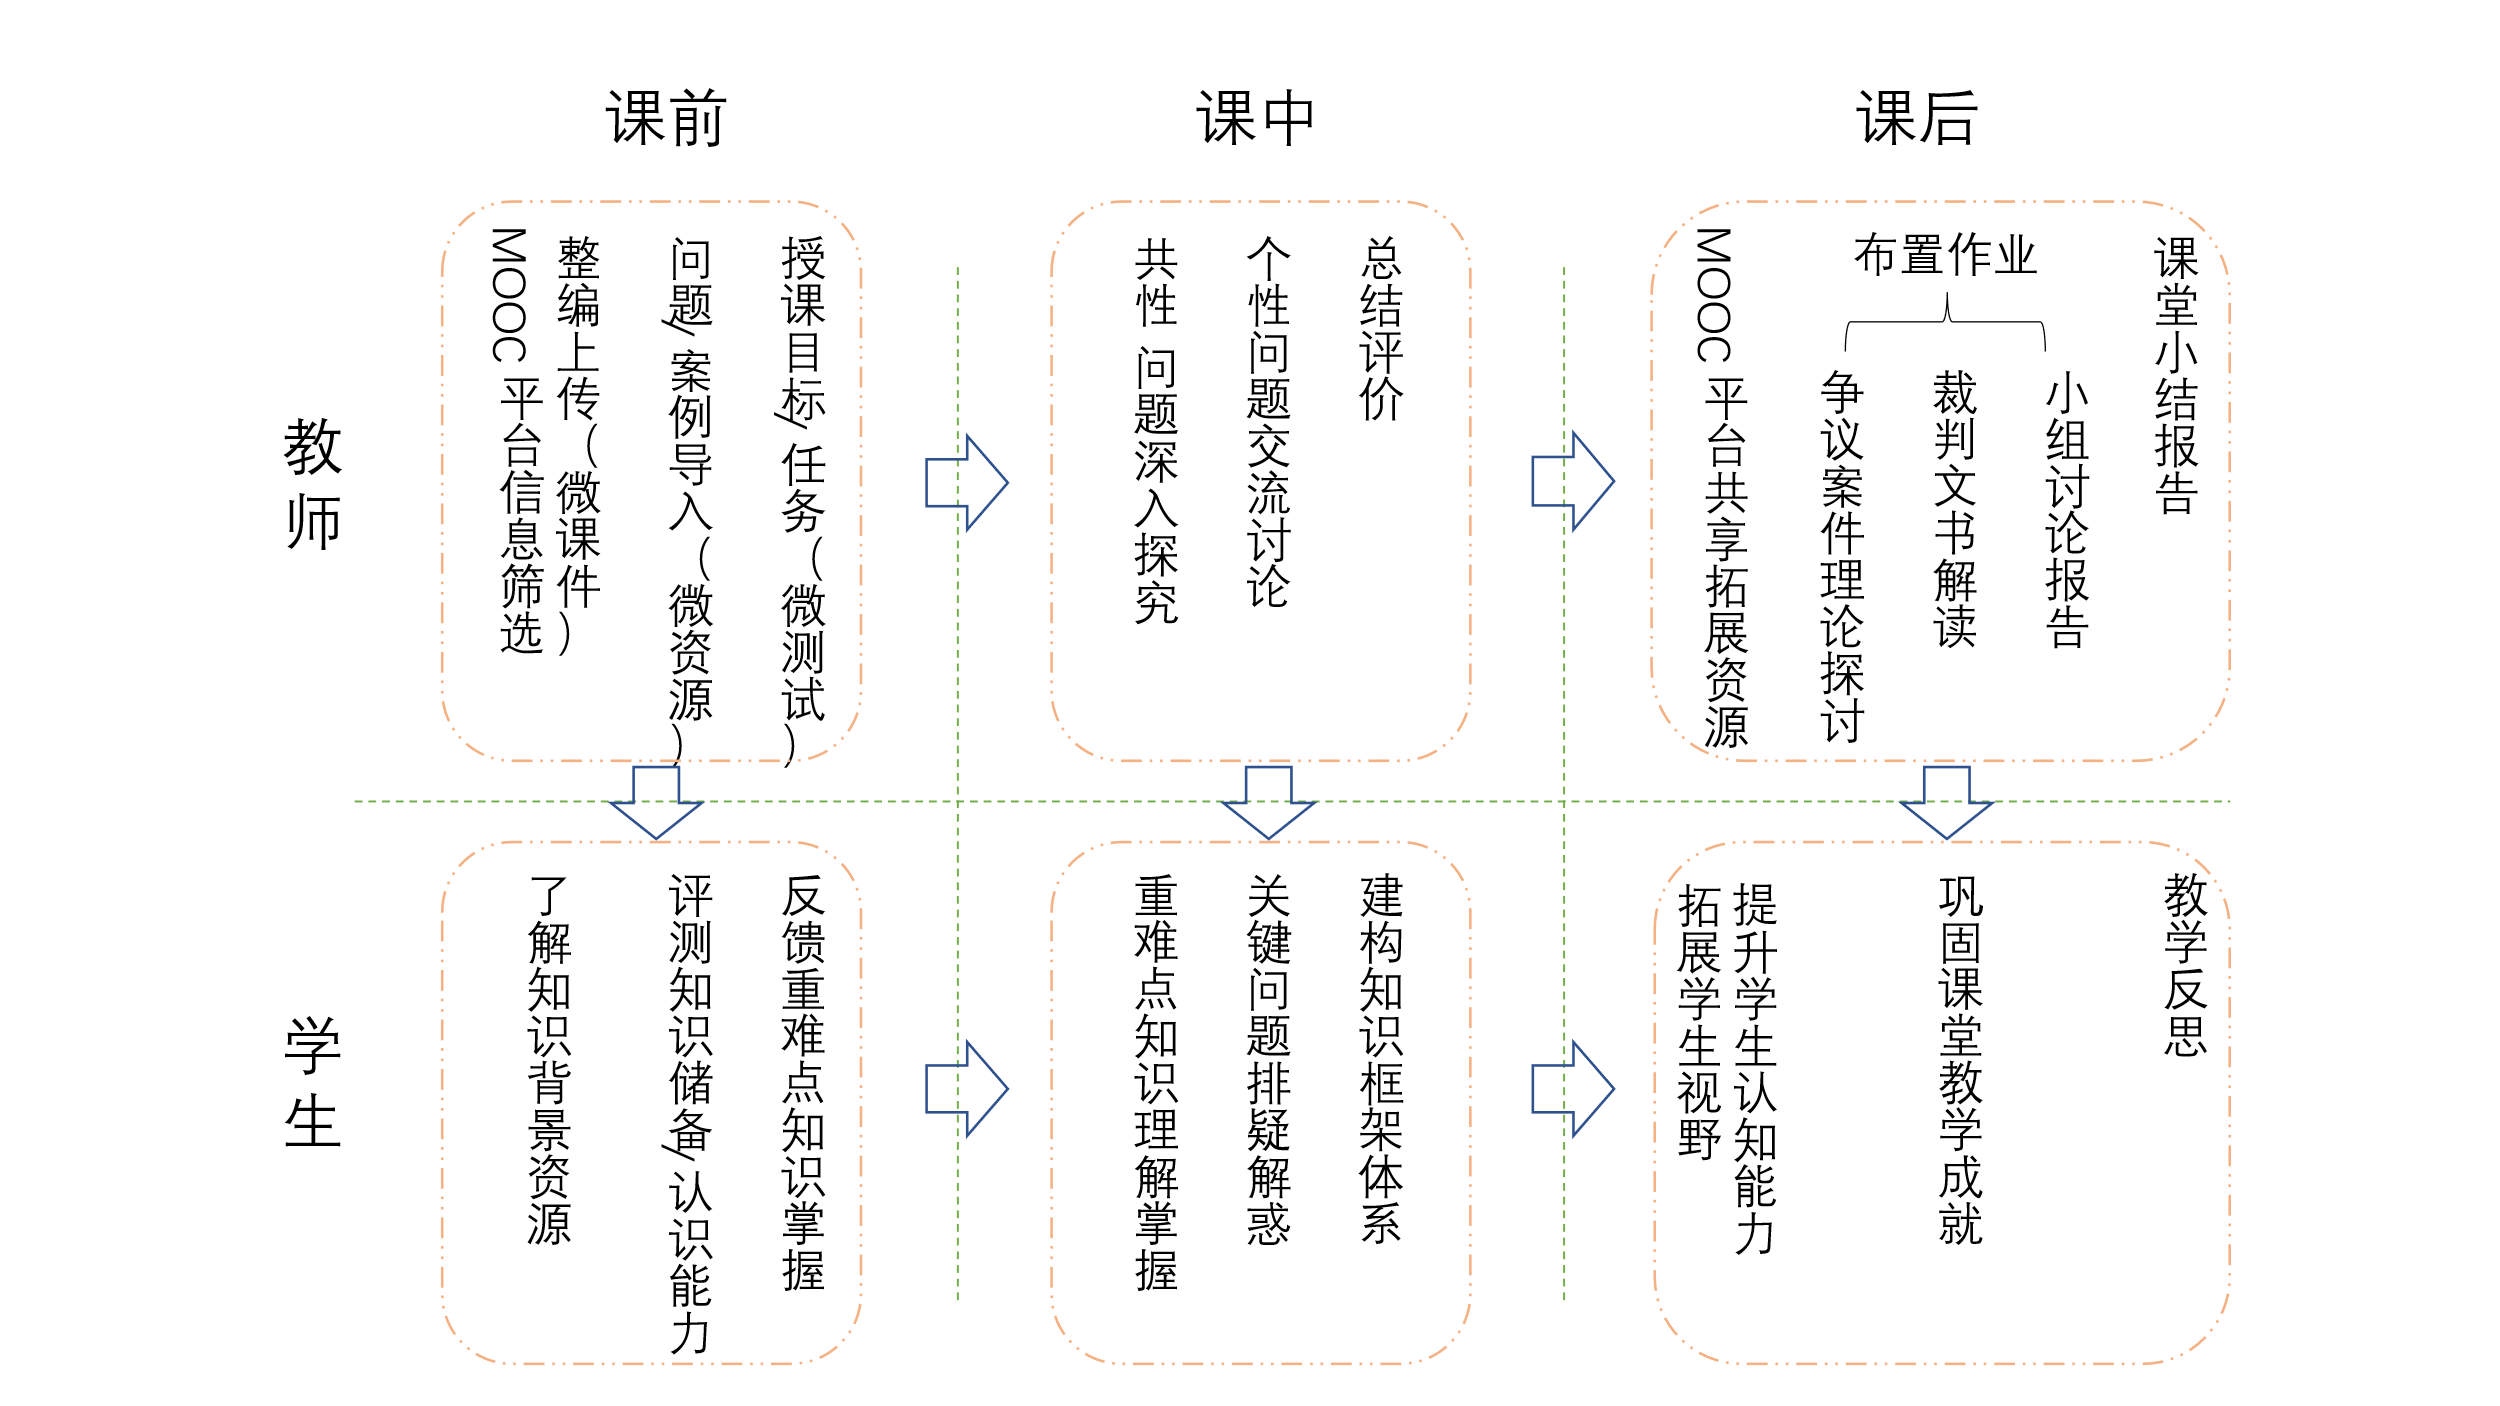 课前
课中
课后
教师
MOOC 平台信息筛选
整编上传（微课件）
问题/案例导入（微资源）
授课目标/任务（微测试）
共性 问题深入探究
个性问题交流讨论
总结评价
MOOC 平台共享拓展资源
布置作业
争议案件理论探讨
裁判文书解读
小组讨论报告
课堂小结报告
学生
了解知识背景资源
评测知识储备/认识能力
反馈重难点知识掌握
重难点知识理解掌握
关键问题排疑解惑
建构知识框架体系
拓展学生视野
提升学生认知能力
巩固课堂教学成就
教学反思